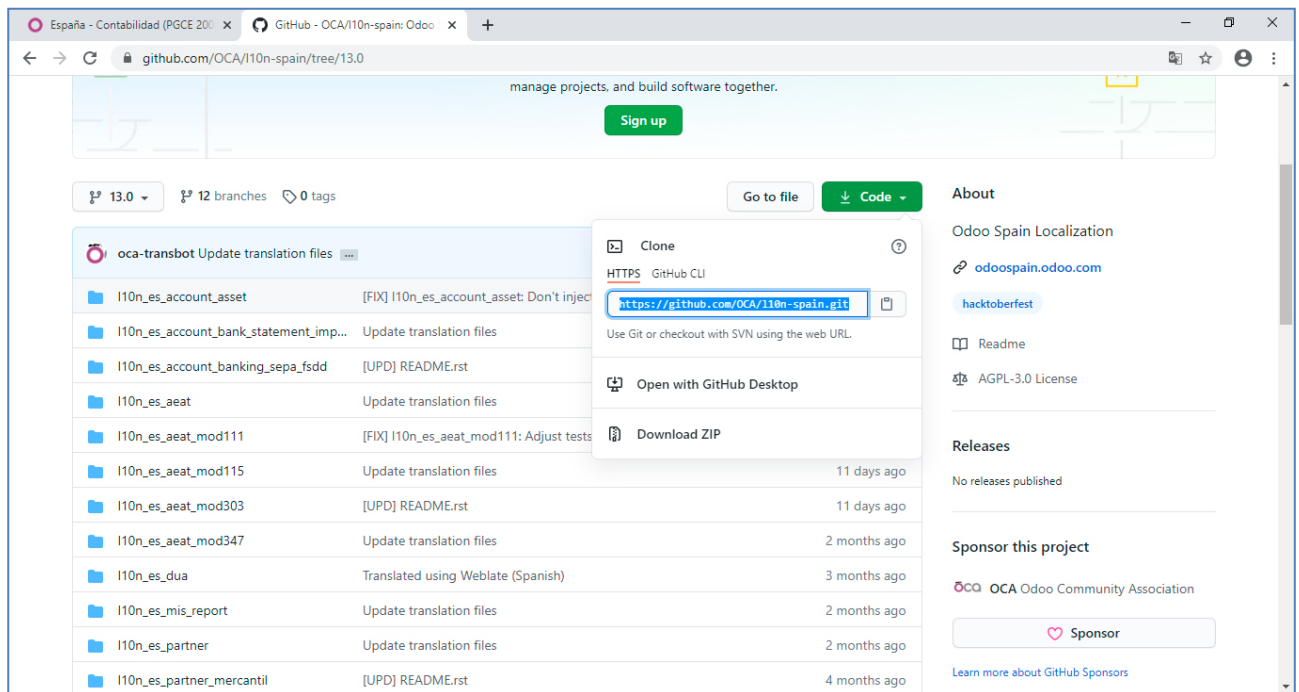 España - Contabilidad (PGCE 200
GitHub - OCA/l10n-spain: Odoo S
github.com/OCA/l10n-spain/tree/13.0
manage projects, and build software together.
Sign up
13.0
12 branches
0 tags
Go to file
Code
oca-transbot Update translation files ...
l10n_es_account_asset [FIX] l10n_es_account_asset: Don't inject
l10n_es_account_bank_statement_imp... Update translation files
l10n_es_account_banking_sepa_fsdd [UPD] README.rst
l10n_es_aeat Update translation files
l10n_es_aeat_mod111 [FIX] l10n_es_aeat_mod111: Adjust tests
l10n_es_aeat_mod115 Update translation files 11 days ago
l10n_es_aeat_mod303 [UPD] README.rst 11 days ago
l10n_es_aeat_mod347 Update translation files 2 months ago
l10n_es_dua Translated using Weblate (Spanish) 3 months ago
l10n_es_mis_report Update translation files 2 months ago
l10n_es_partner Update translation files 2 months ago
l10n_es_partner_mercantil [UPD] README.rst 4 months ago
Clone
HTTPS GitHub CLI
https://github.com/OCA/l10n-spain.git
Use Git or checkout with SVN using the web URL.
Open with GitHub Desktop
Download ZIP
About
Odoo Spain Localization
odoospain.odoo.com
hacktoberfest
Readme
AGPL-3.0 License
Releases
No releases published
Sponsor this project
OCA OCA Odoo Community Association
Sponsor
Learn more about GitHub Sponsors